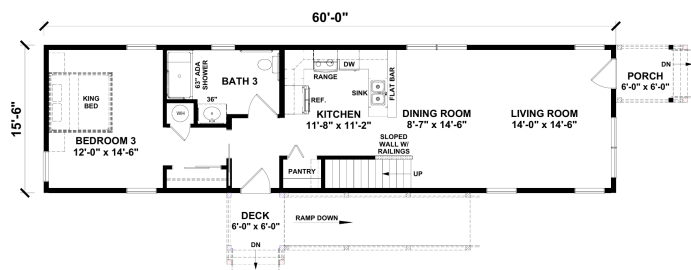 60'-0"
15'-6"
KING
BED
BEDROOM 3
12'-0" x 14'-6"
63" ADA
SHOWER
BATH 3
36"
WH
RANGE
DW
SINK
FLAT BAR
REF.
KITCHEN
11'-8" x 11'-2"
DINING ROOM
8'-7" x 14'-6"
LIVING ROOM
14'-0" x 14'-6"
DN
PORCH
6'-0" x 6'-0"
SLOPED
WALL W/
RAILINGS
PANTRY
UP
DECK
6'-0" x 6'-0"
RAMP DOWN
DN